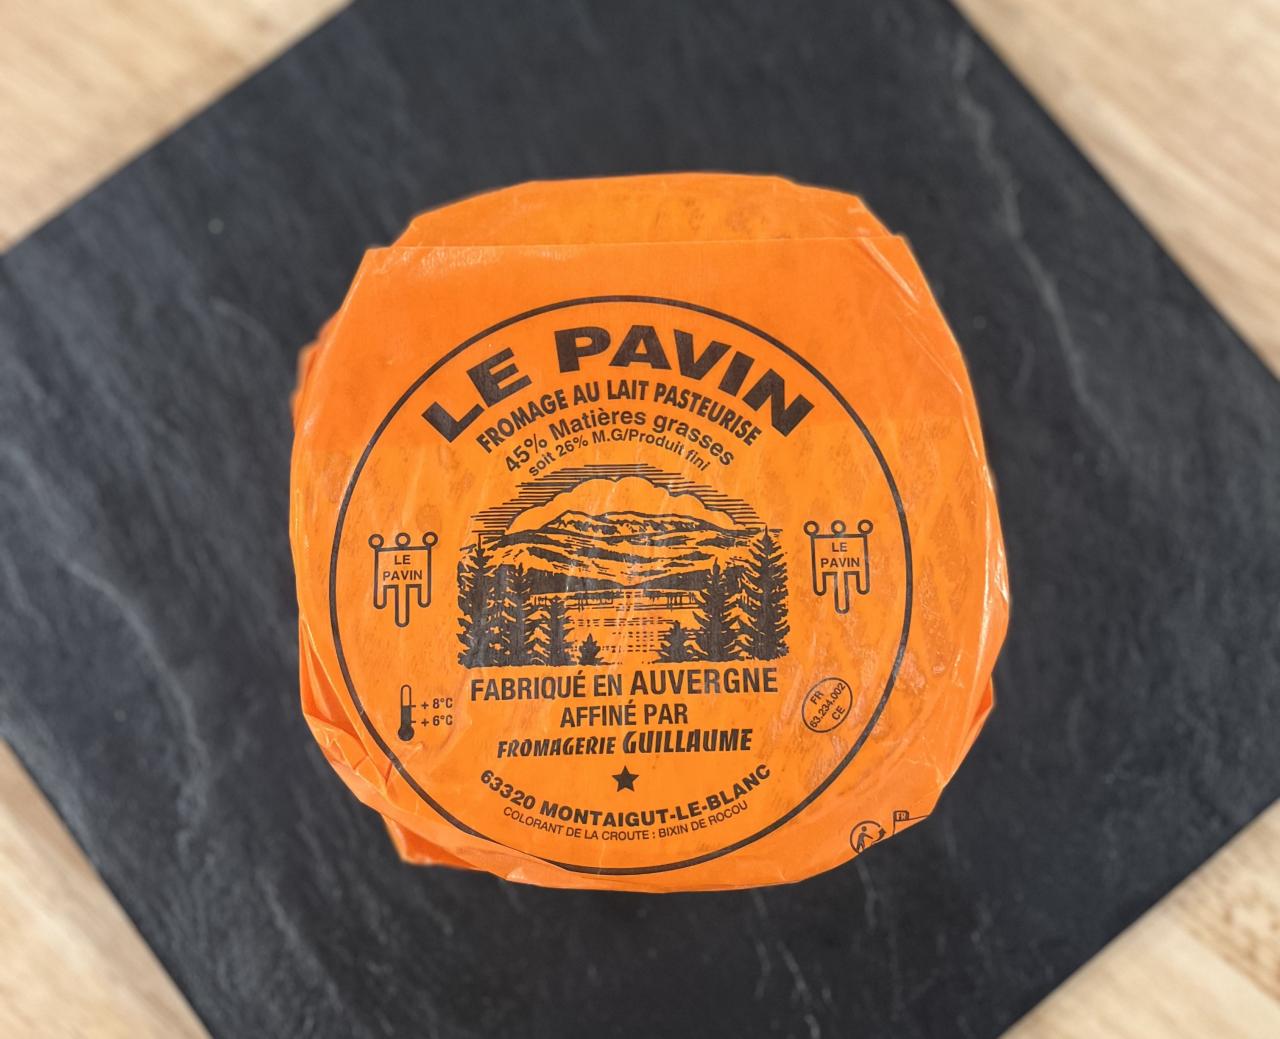 LE PAVIN
FROMAGE AU LAIT PASTEURISE
45% Matières grasses
soit 26% M.G/Produit fini
LE
PAVIN
LE
PAVIN
FABRIQUÉ EN AUVERGNE
AFFINÉ PAR
FROMAGERIE GUILLAUME
+ 8°C
+ 6°C
FR
63.234.002
CE
63320 MONTAIGUT-LE-BLANC
COLORANT DE LA CROUTE : BIXIN DE ROCOU
FR